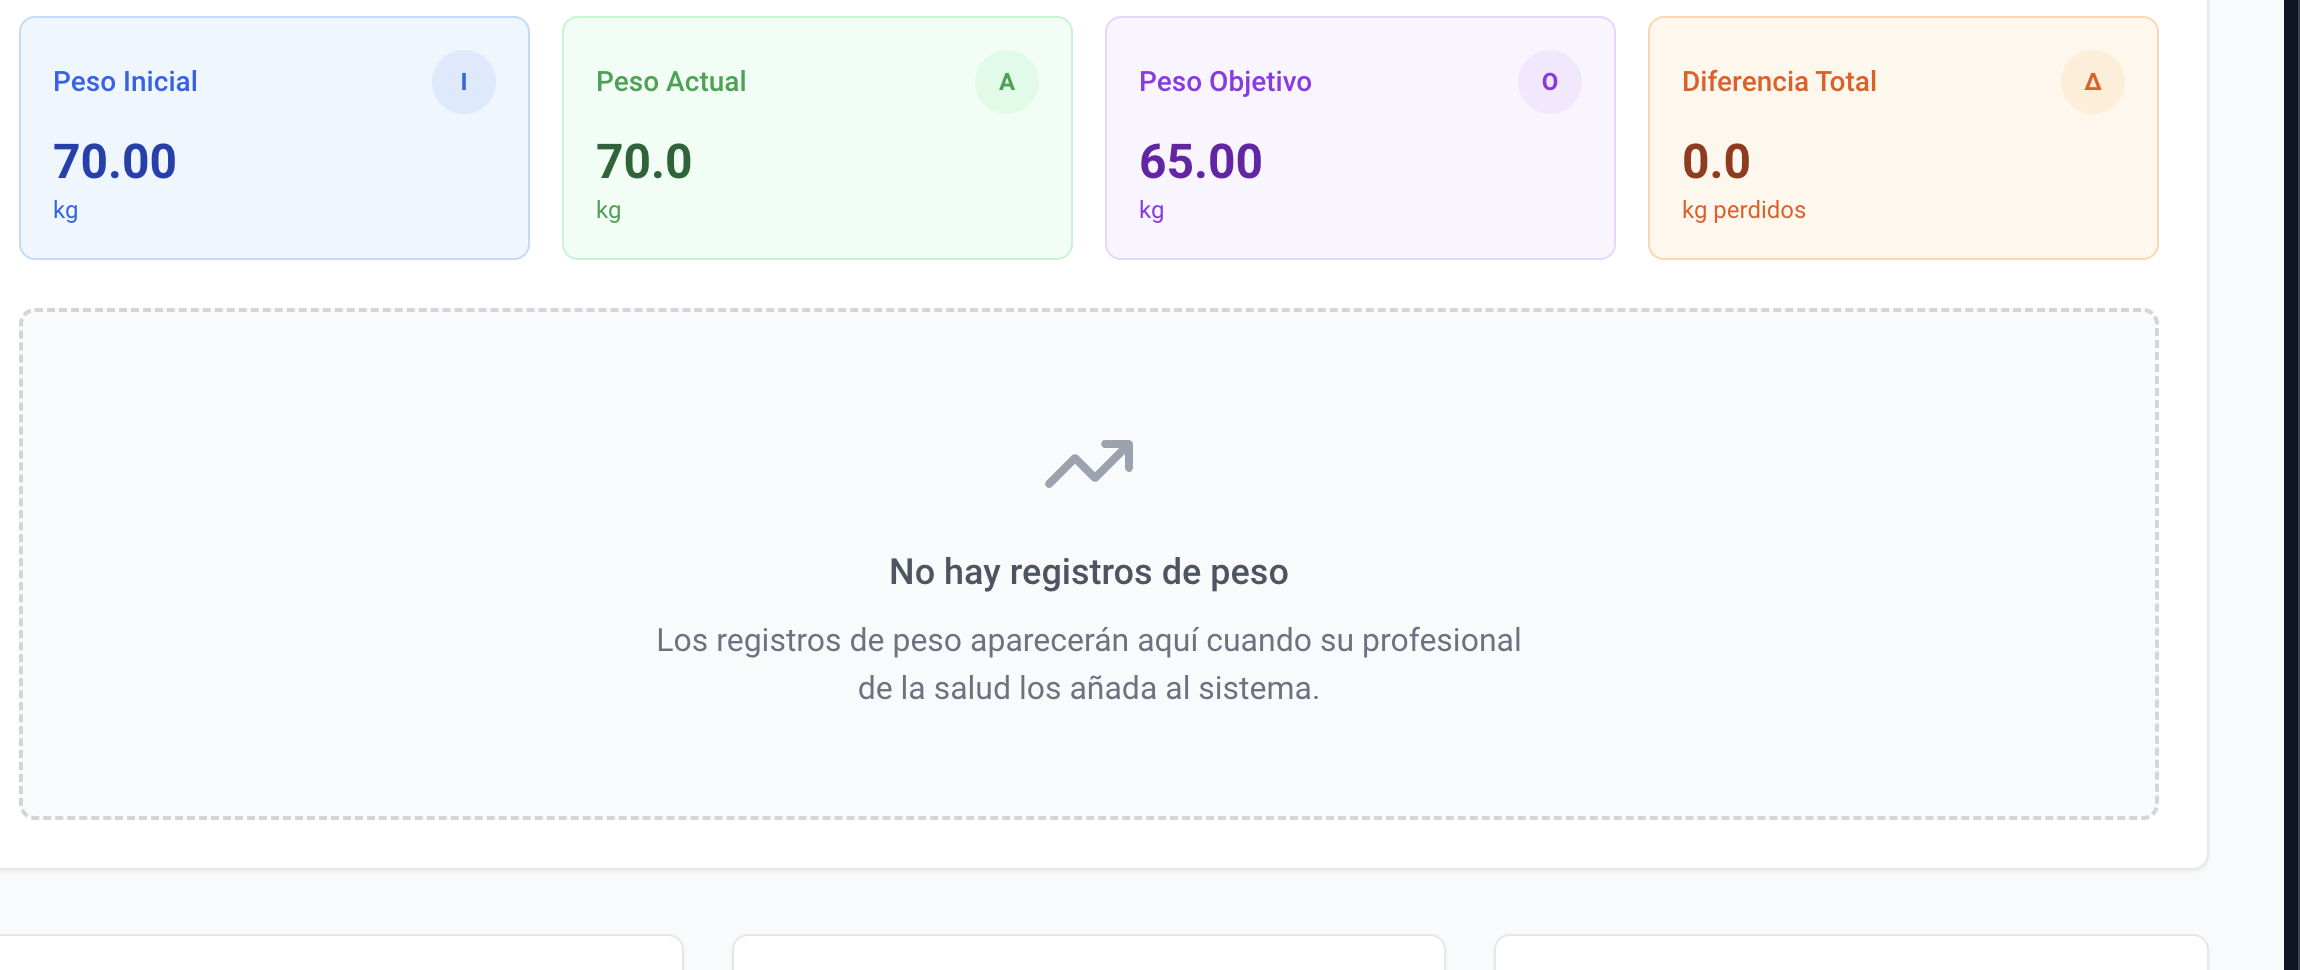 Peso Inicial
I
70.00
kg
Peso Actual
A
70.0
kg
Peso Objetivo
O
65.00
kg
Diferencia Total
Δ
0.0
kg perdidos
No hay registros de peso
Los registros de peso aparecerán aquí cuando su profesional
de la salud los añada al sistema.